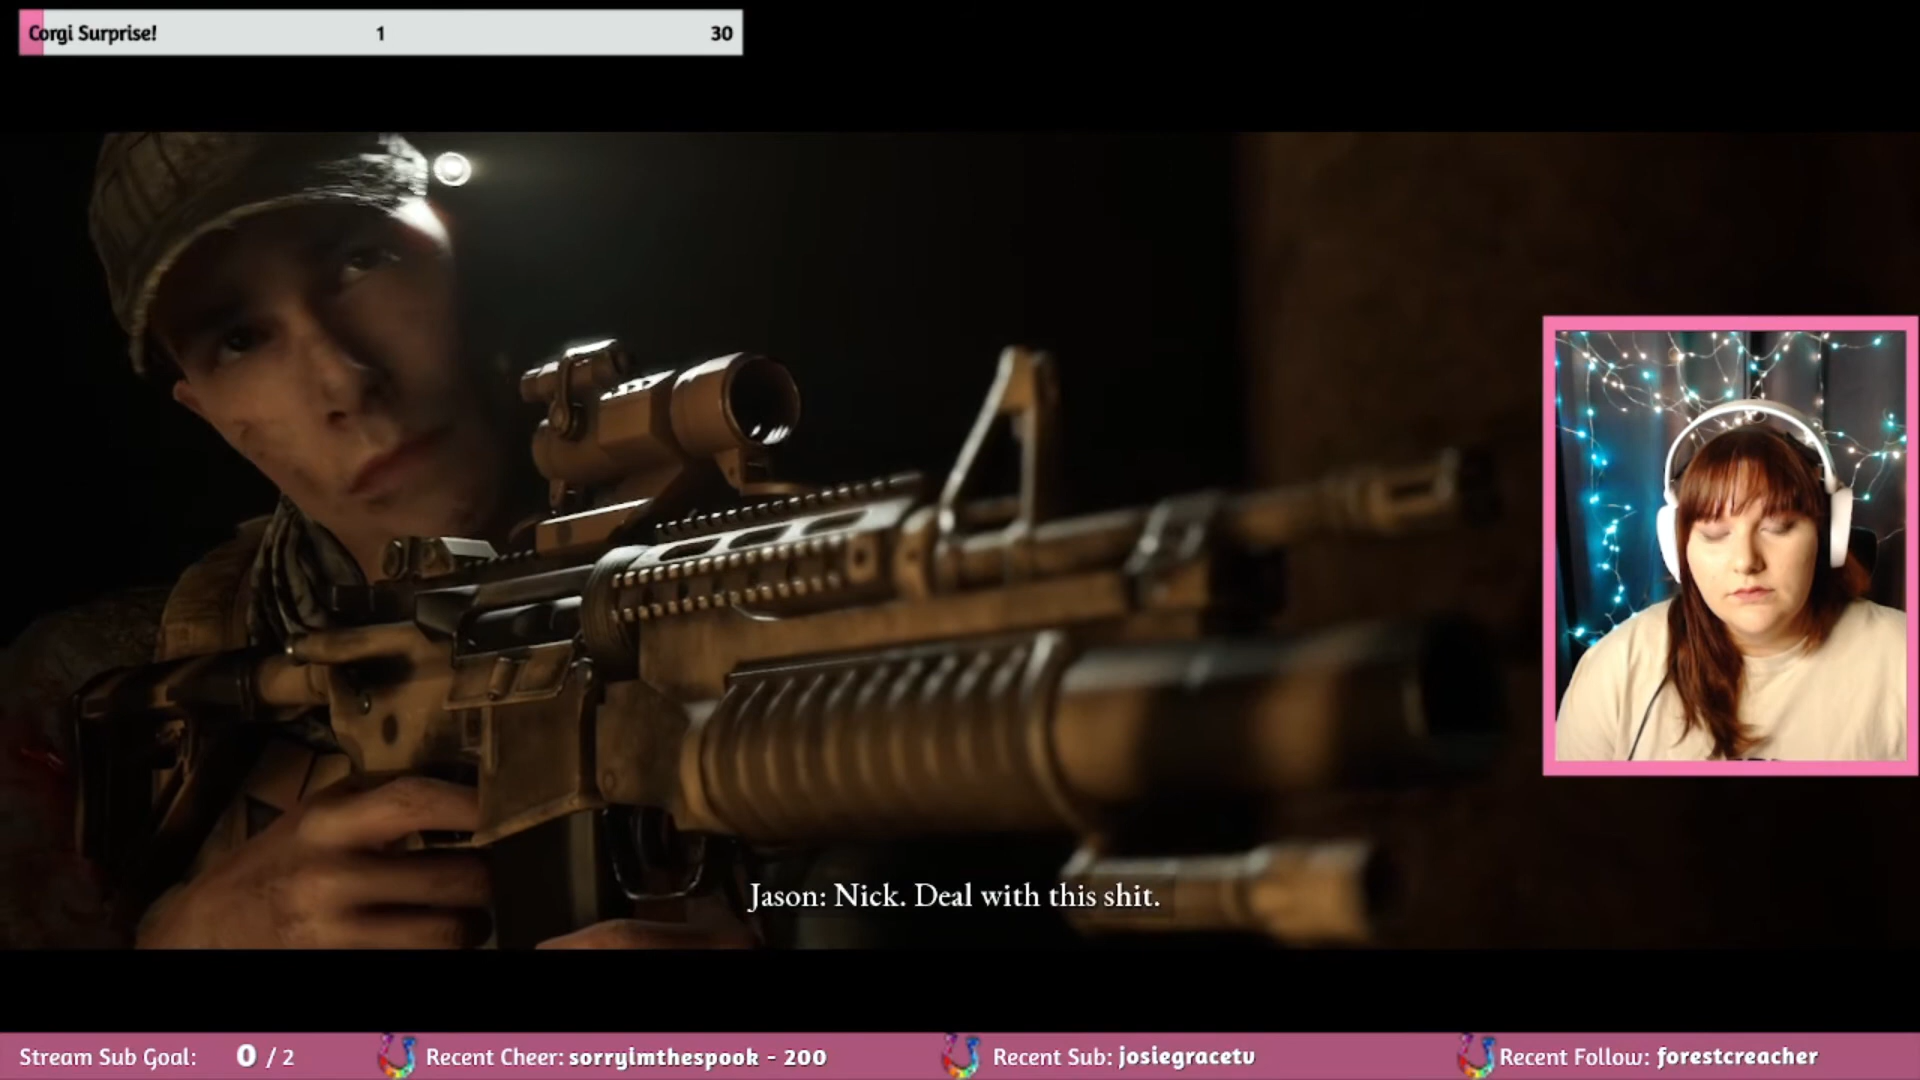 Corgi Surprise! 1 30
Jason: Nick. Deal with this shit.
Stream Sub Goal: 0 / 2 Recent Cheer: sorryimthespook - 200 Recent Sub: josiegracetv Recent Follow: forestcreacher